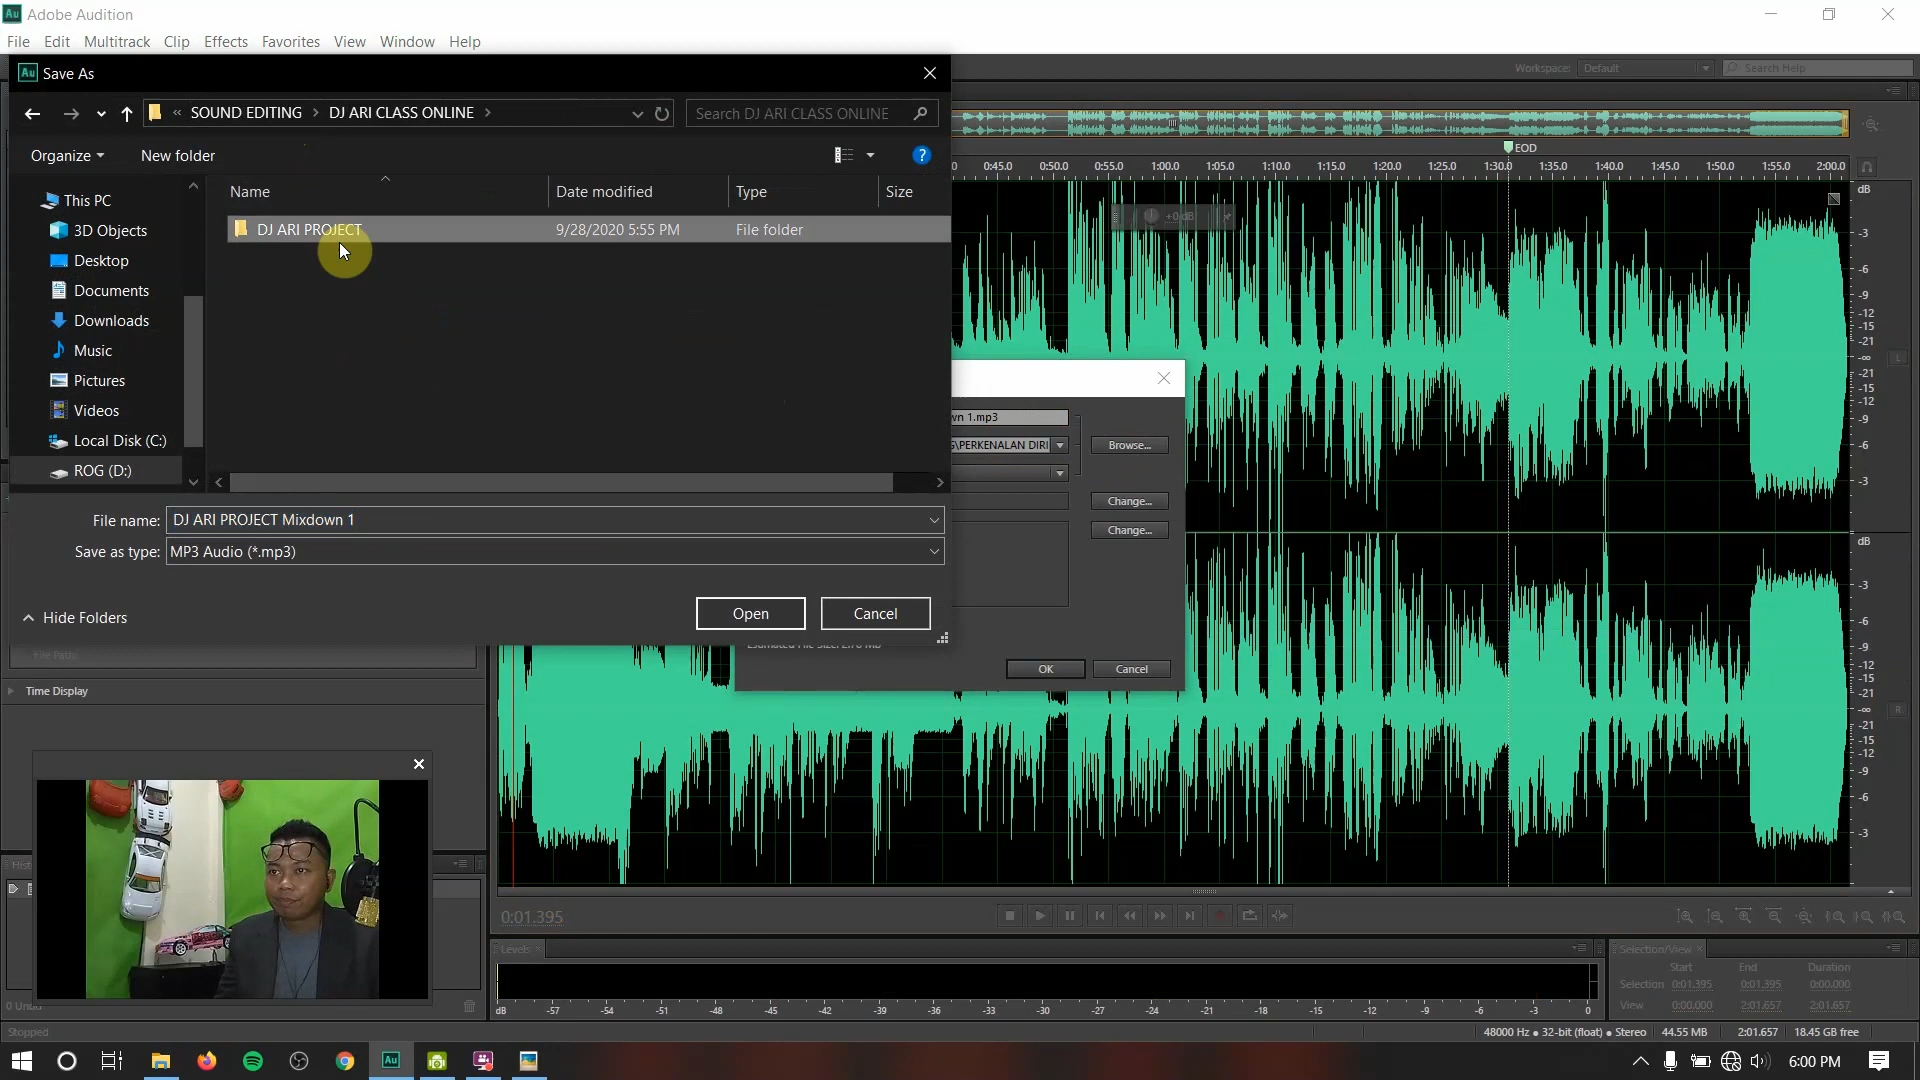 Adobe Audition
File Edit Multitrack Clip Effects Favorites View Window Help
Save As
Workspace: Default
Search Help
« SOUND EDITING > DJ ARI CLASS ONLINE >
Search DJ ARI CLASS ONLINE
Organize
New folder
EOD
0:45.0 0:50.0 0:55.0 1:00.0 1:05.0 1:10.0 1:15.0 1:20.0 1:25.0 1:30.0 1:35.0 1:40.0 1:45.0 1:50.0 1:55.0 2:00.0
Name Date modified Type Size
This PC
3D Objects
Desktop
Documents
Downloads
Music
Pictures
Videos
Local Disk (C:)
ROG (D:)
DJ ARI PROJECT 9/28/2020 5:55 PM File folder
+0 dB
dB
-3
-6
-9
-12
-15
-21
-∞
-21
-15
-12
-9
-6
-3
L
wn 1.mp3
G\PERKENALAN DIRI
Browse...
Change...
Change...
File name: DJ ARI PROJECT Mixdown 1
Save as type: MP3 Audio (*.mp3)
Open
Cancel
Hide Folders
OK
Cancel
dB
-3
-6
-9
-12
-15
-21
-∞
-21
-15
-12
-9
-6
-3
R
File Path:
Time Display
0:01.395
0 Undo
Levels
dB -57 -54 -51 -48 -45 -42 -39 -36 -33 -30 -27 -24 -21 -18 -15 -12 -9 -6 -3 0
Selection/View
Start End Duration
Selection 0:01.395 0:01.395 0:00.000
View 0:00.000 2:01.657 2:01.657
Stopped
48000 Hz • 32-bit (float) • Stereo 44.55 MB 2:01.657 18.45 GB free
6:00 PM